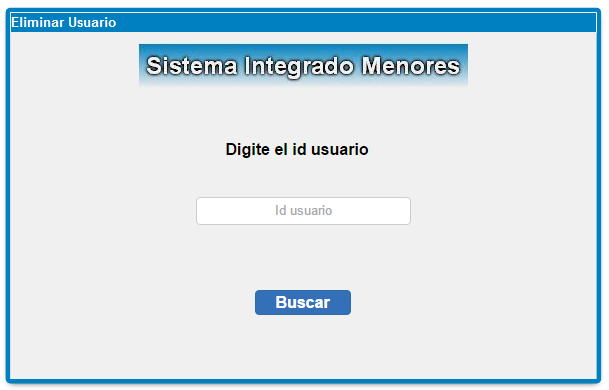 Eliminar Usuario
Sistema Integrado Menores
Digite el id usuario
Id usuario
Buscar